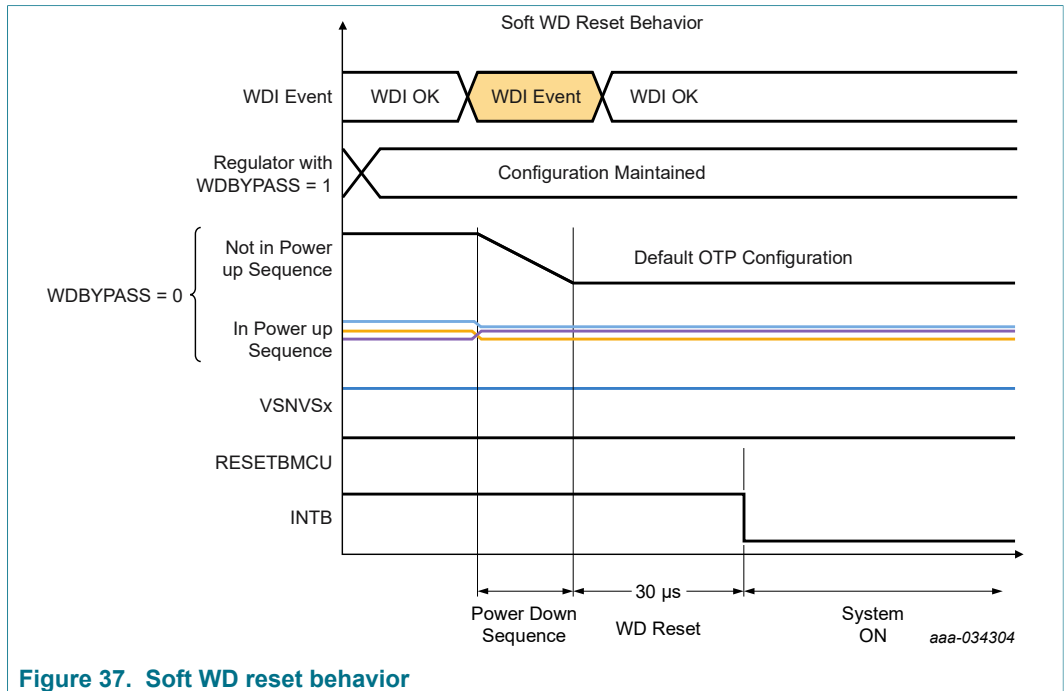 Soft WD Reset Behavior
WDI Event
WDI OK
WDI Event
WDI OK
Regulator with
WDBYPASS = 1
Configuration Maintained
WDBYPASS = 0
Not in Power
up Sequence
Default OTP Configuration
In Power up
Sequence
VSNVSx
RESETBMCU
INTB
30 µs
Power Down
Sequence
WD Reset
System
ON
aaa-034304
Figure 37. Soft WD reset behavior